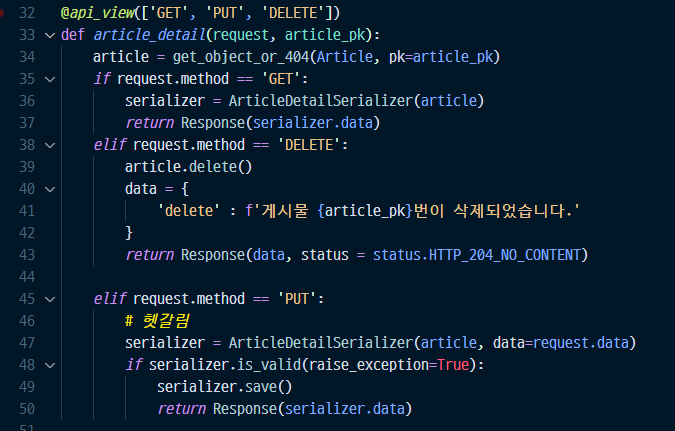 32 @api_view(['GET', 'PUT', 'DELETE'])
33 def article_detail(request, article_pk):
34     article = get_object_or_404(Article, pk=article_pk)
35     if request.method == 'GET':
36         serializer = ArticleDetailSerializer(article)
37         return Response(serializer.data)
38     elif request.method == 'DELETE':
39         article.delete()
40         data = {
41             'delete' : f'게시물 {article_pk}번이 삭제되었습니다.'
42         }
43         return Response(data, status = status.HTTP_204_NO_CONTENT)
44
45     elif request.method == 'PUT':
46         # 헷갈림
47         serializer = ArticleDetailSerializer(article, data=request.data)
48         if serializer.is_valid(raise_exception=True):
49             serializer.save()
50             return Response(serializer.data)
51